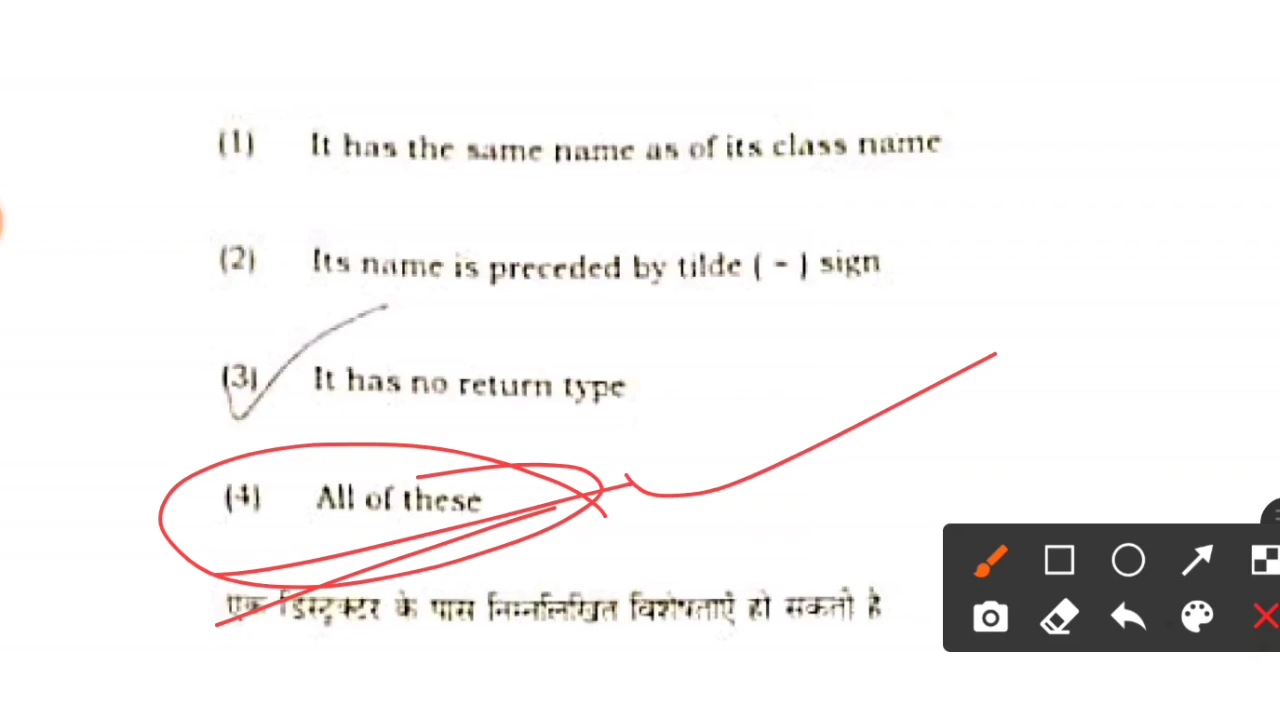 (1) It has the same name as of its class name
(2) Its name is preceded by tilde ( ~ ) sign
(3) It has no return type
(4) All of these
एक डिस्ट्रक्टर के पास निम्नलिखित विशेषताएँ हो सकती है